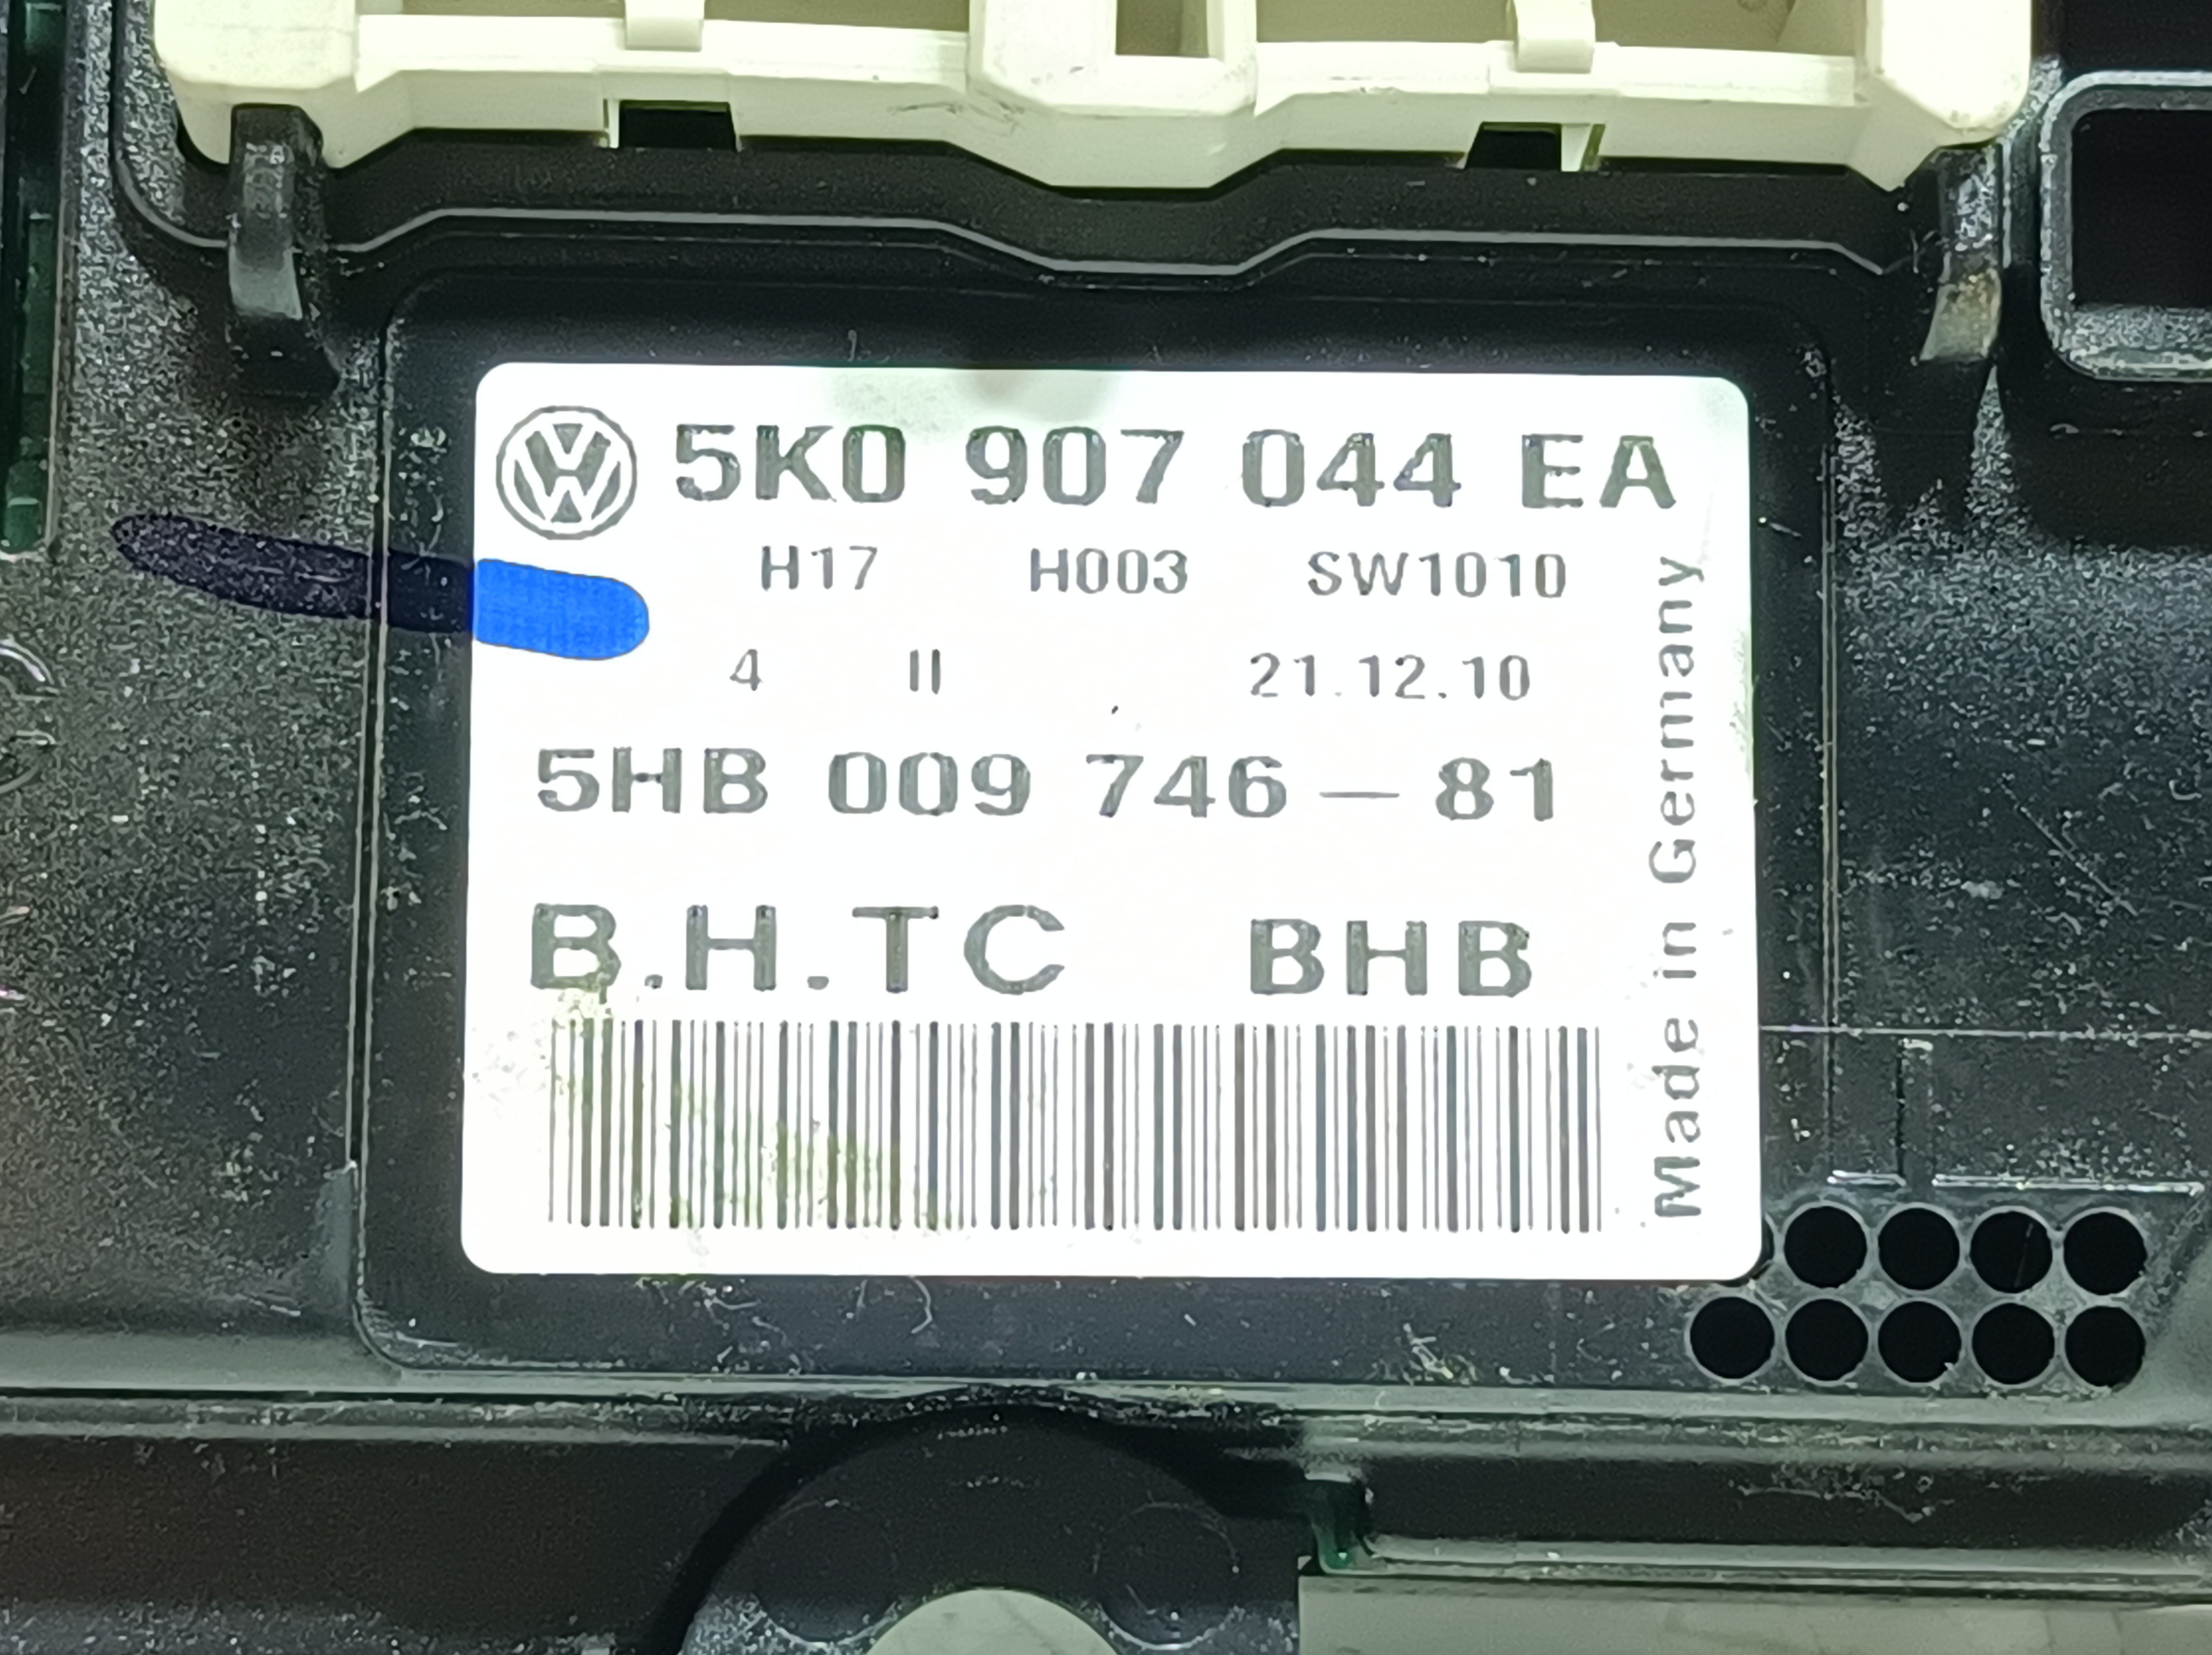 5K0 907 044 EA
H17 H003 SW1010
4 II 21.12.10
5HB 009 746-81
B.H.TC BHB
Made in Germany